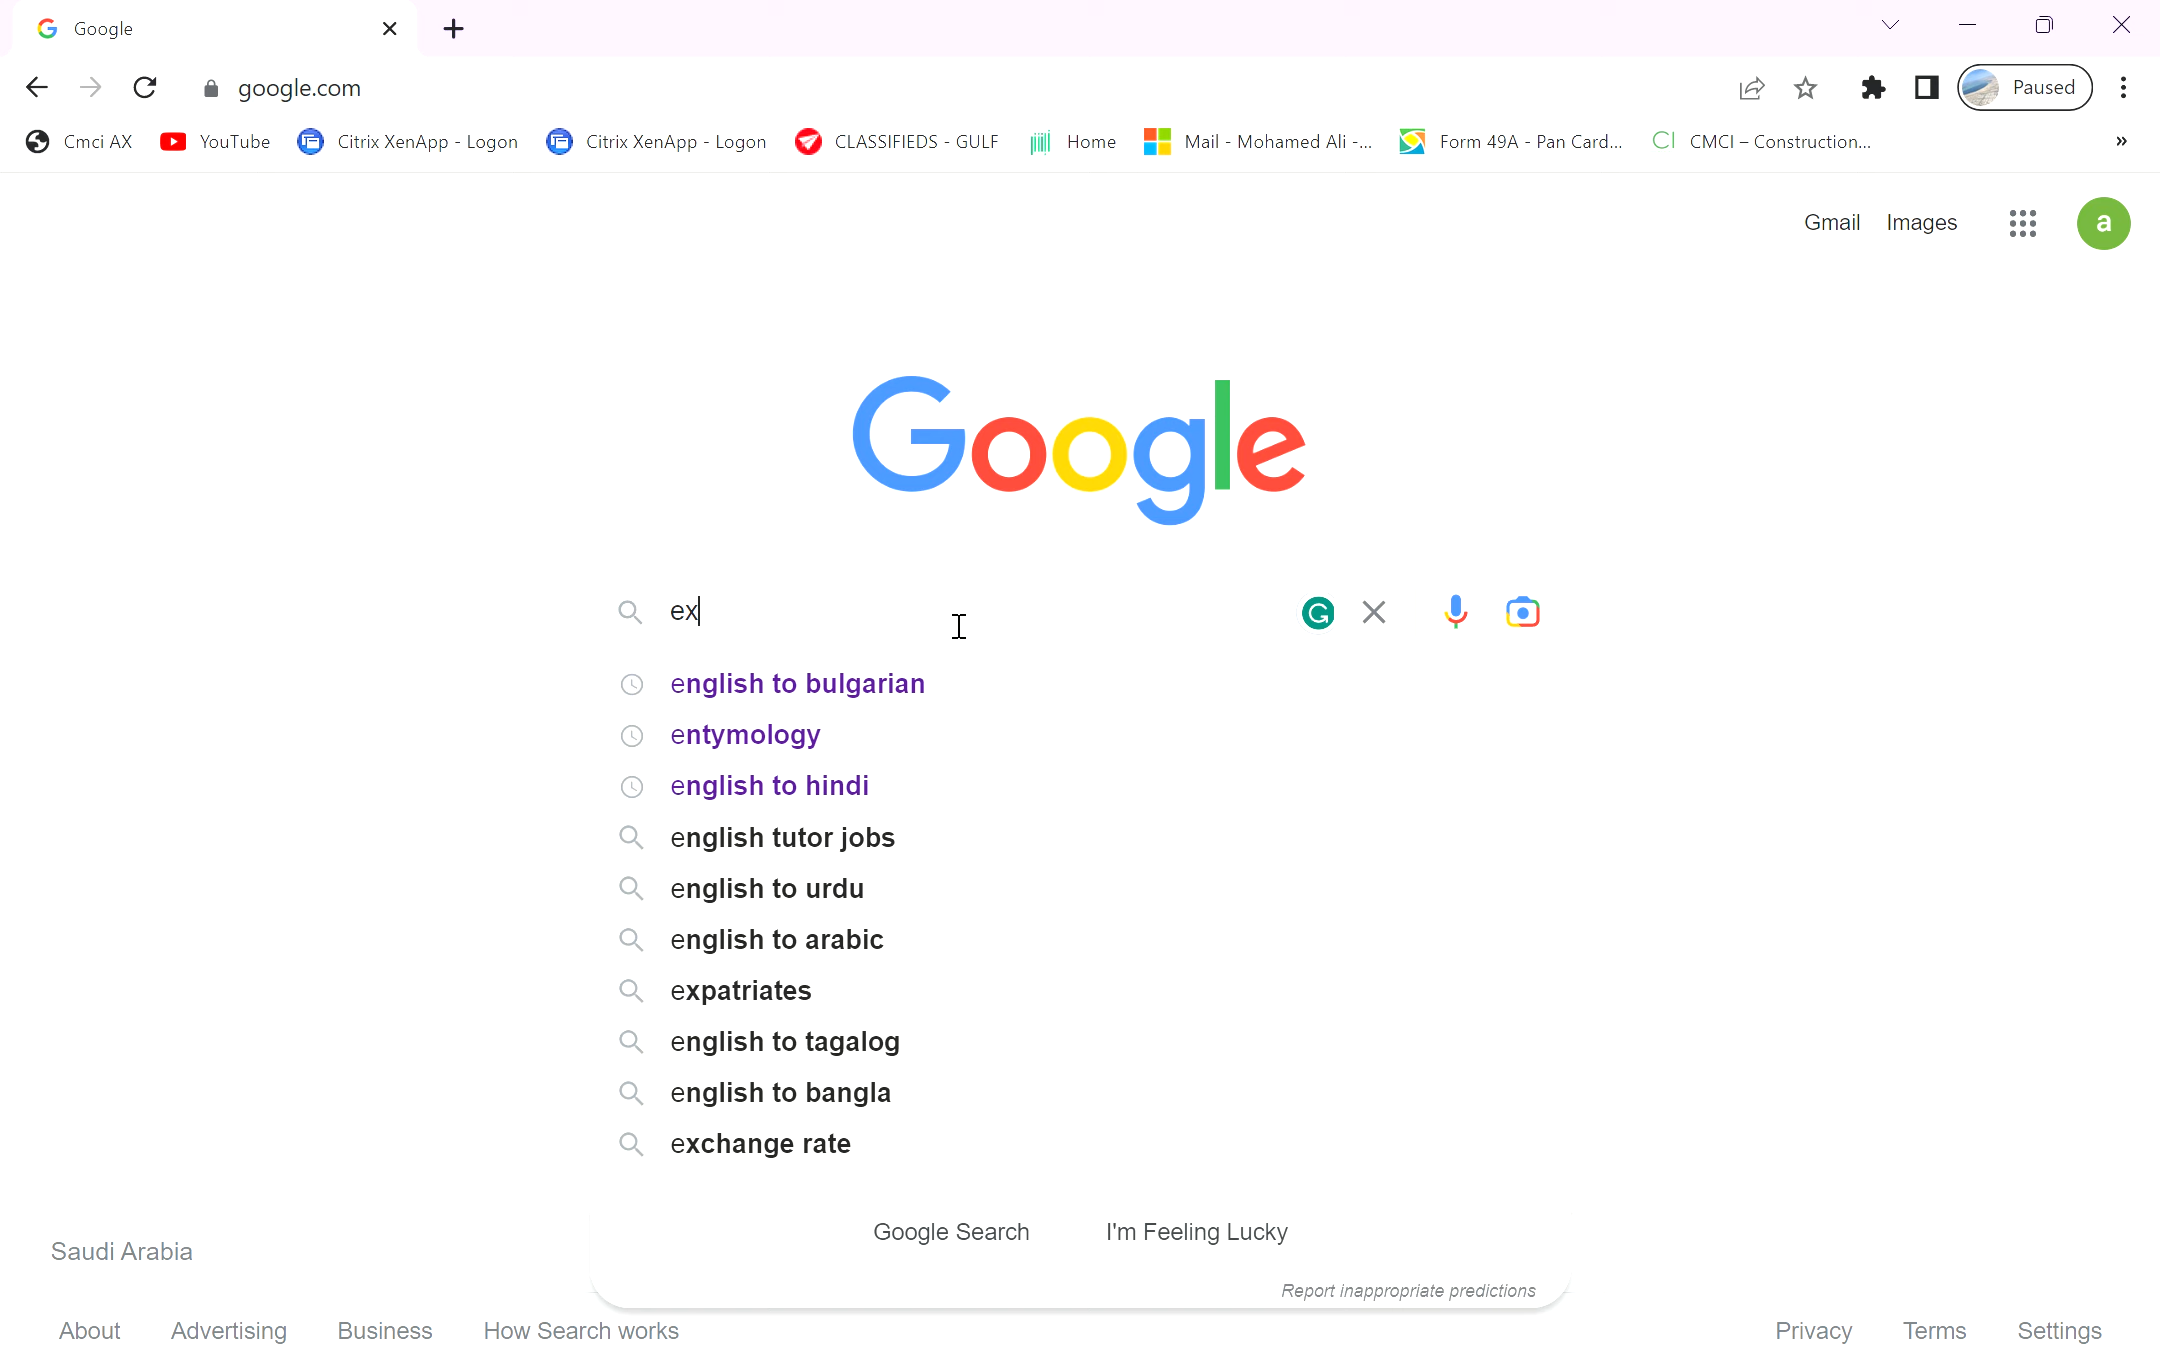 Google
google.com
Paused
Cmci AX
YouTube
Citrix XenApp - Logon
Citrix XenApp - Logon
CLASSIFIEDS - GULF
Home
Mail - Mohamed Ali -...
Form 49A - Pan Card...
CMCI – Construction...
»
Gmail
Images
a
Google
ex
english to bulgarian
entymology
english to hindi
english tutor jobs
english to urdu
english to arabic
expatriates
english to tagalog
english to bangla
exchange rate
Google Search
I'm Feeling Lucky
Report inappropriate predictions
Saudi Arabia
About
Advertising
Business
How Search works
Privacy
Terms
Settings